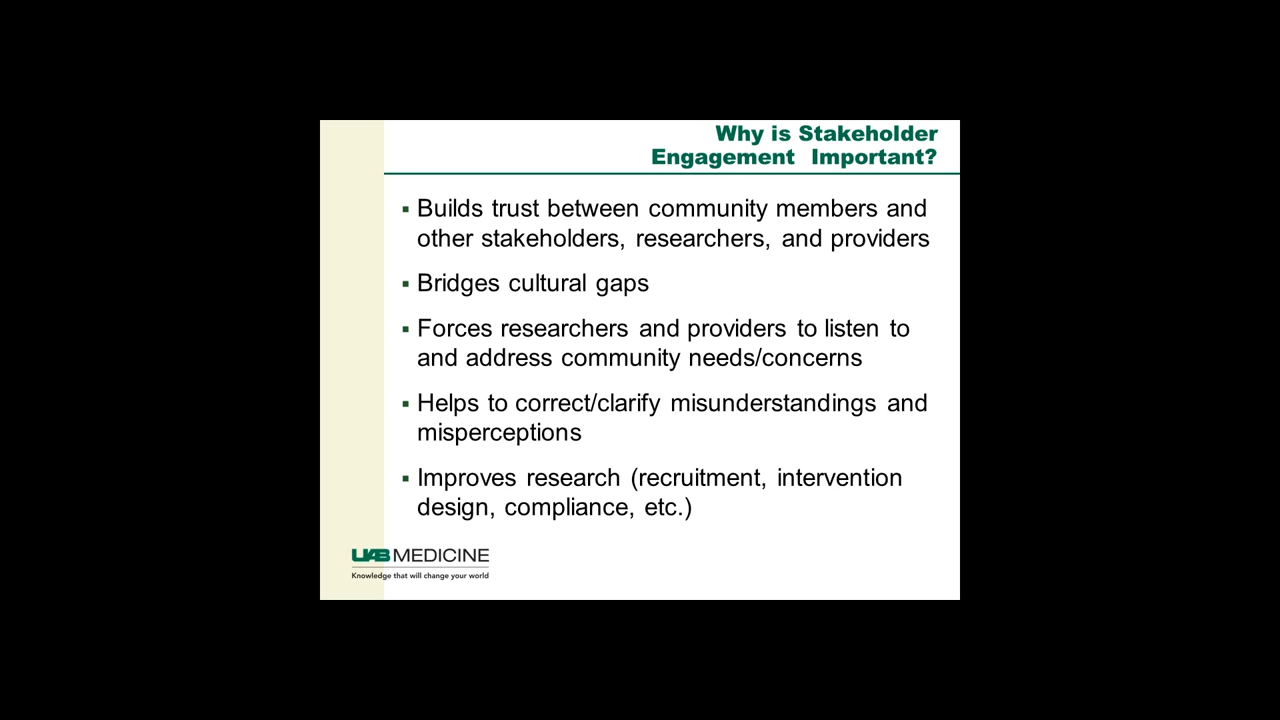 Why is Stakeholder
Engagement Important?
▪ Builds trust between community members and
other stakeholders, researchers, and providers
▪ Bridges cultural gaps
▪ Forces researchers and providers to listen to
and address community needs/concerns
▪ Helps to correct/clarify misunderstandings and
misperceptions
▪ Improves research (recruitment, intervention
design, compliance, etc.)
UAB MEDICINE
Knowledge that will change your world